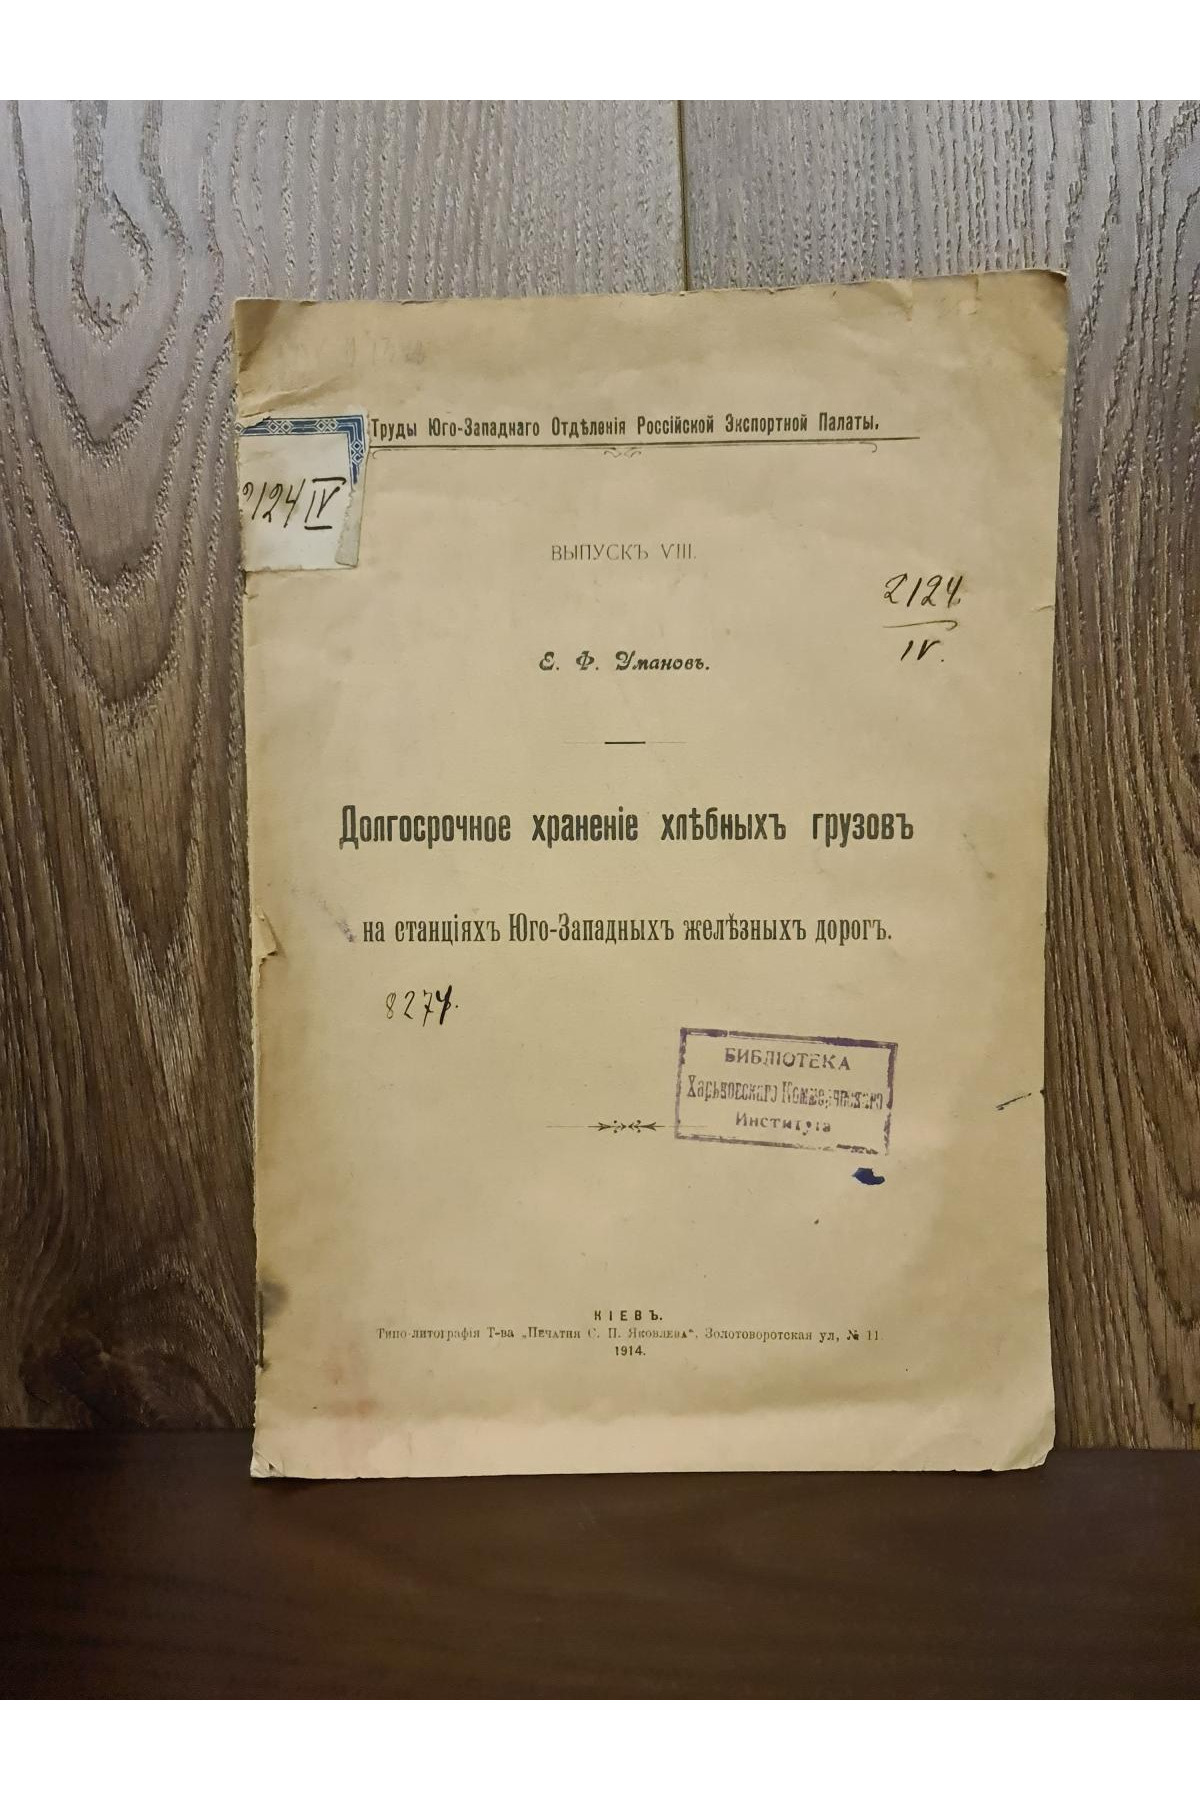 Труды Юго-Западнаго Отдѣленія Россійской Экспортной Палаты.
2124 IV
ВЫПУСКЪ VIII.
2124
IV.
Е. Ф. Умановъ.
Долгосрочное храненіе хлѣбныхъ грузовъ
на станціяхъ Юго-Западныхъ желѣзныхъ дорогъ.
8274.
БИБЛІОТЕКА
Харьковскаго Коммерческаго
Института
КІЕВЪ.
Типо-литографія Т-ва „Печатня С. П. Яковлева“, Золотоворотская ул, № 11.
1914.